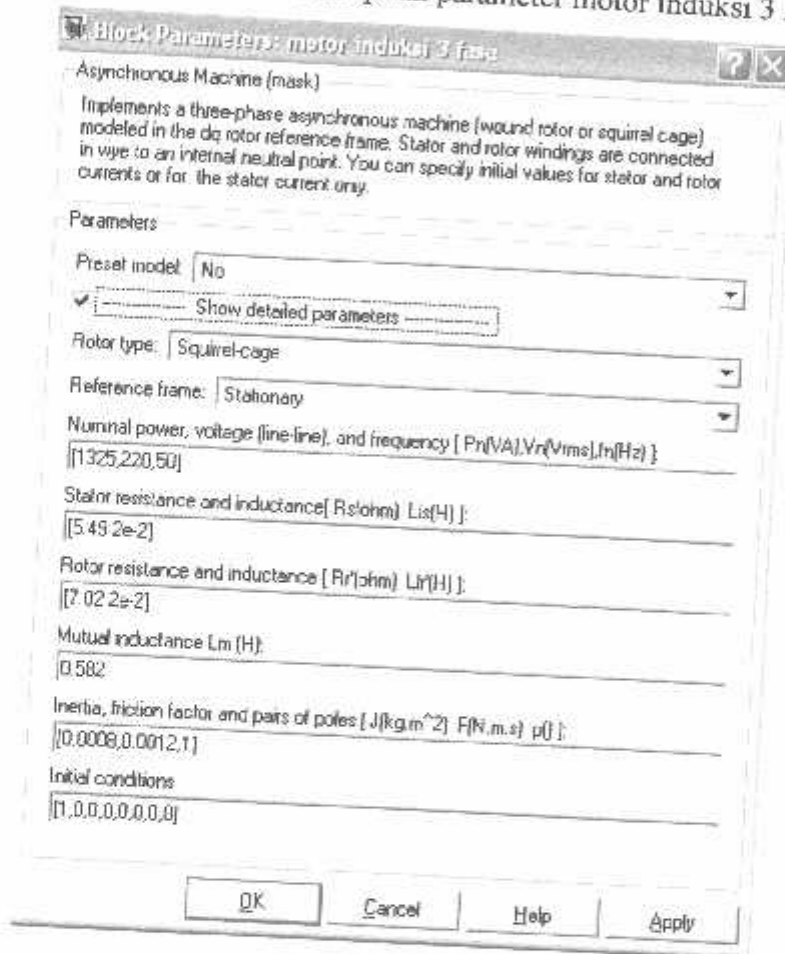 parameter motor induksi 3
Block Parameters: motor induksi 3 fasa
Asynchronous Machine (mask)
Implements a three-phase asynchronous machine (wound rotor or squirrel cage)
modeled in the dq rotor reference frame. Stator and rotor windings are connected
in wye to an internal neutral point. You can specify initial values for stator and rotor
currents or for the stator current only.
Parameters
Preset model: No
Show detailed parameters
Rotor type: Squirrel-cage
Reference frame: Stationary
Nominal power, voltage (line-line), and frequency [ Pn(VA),Vn(Vrms),fn(Hz) ]:
[1325,220,50]
Stator resistance and inductance[ Rs(ohm) Lls(H) ]:
[5.49 2e-2]
Rotor resistance and inductance [ Rr'(ohm) Llr'(H) ]:
[7.02 2e-2]
Mutual inductance Lm (H):
0.582
Inertia, friction factor and pairs of poles [ J(kg.m^2) F(N.m.s) p() ]:
[0.0008,0.0012,1]
Initial conditions
[1,0,0,0,0,0,0,0]
OK
Cancel
Help
Apply